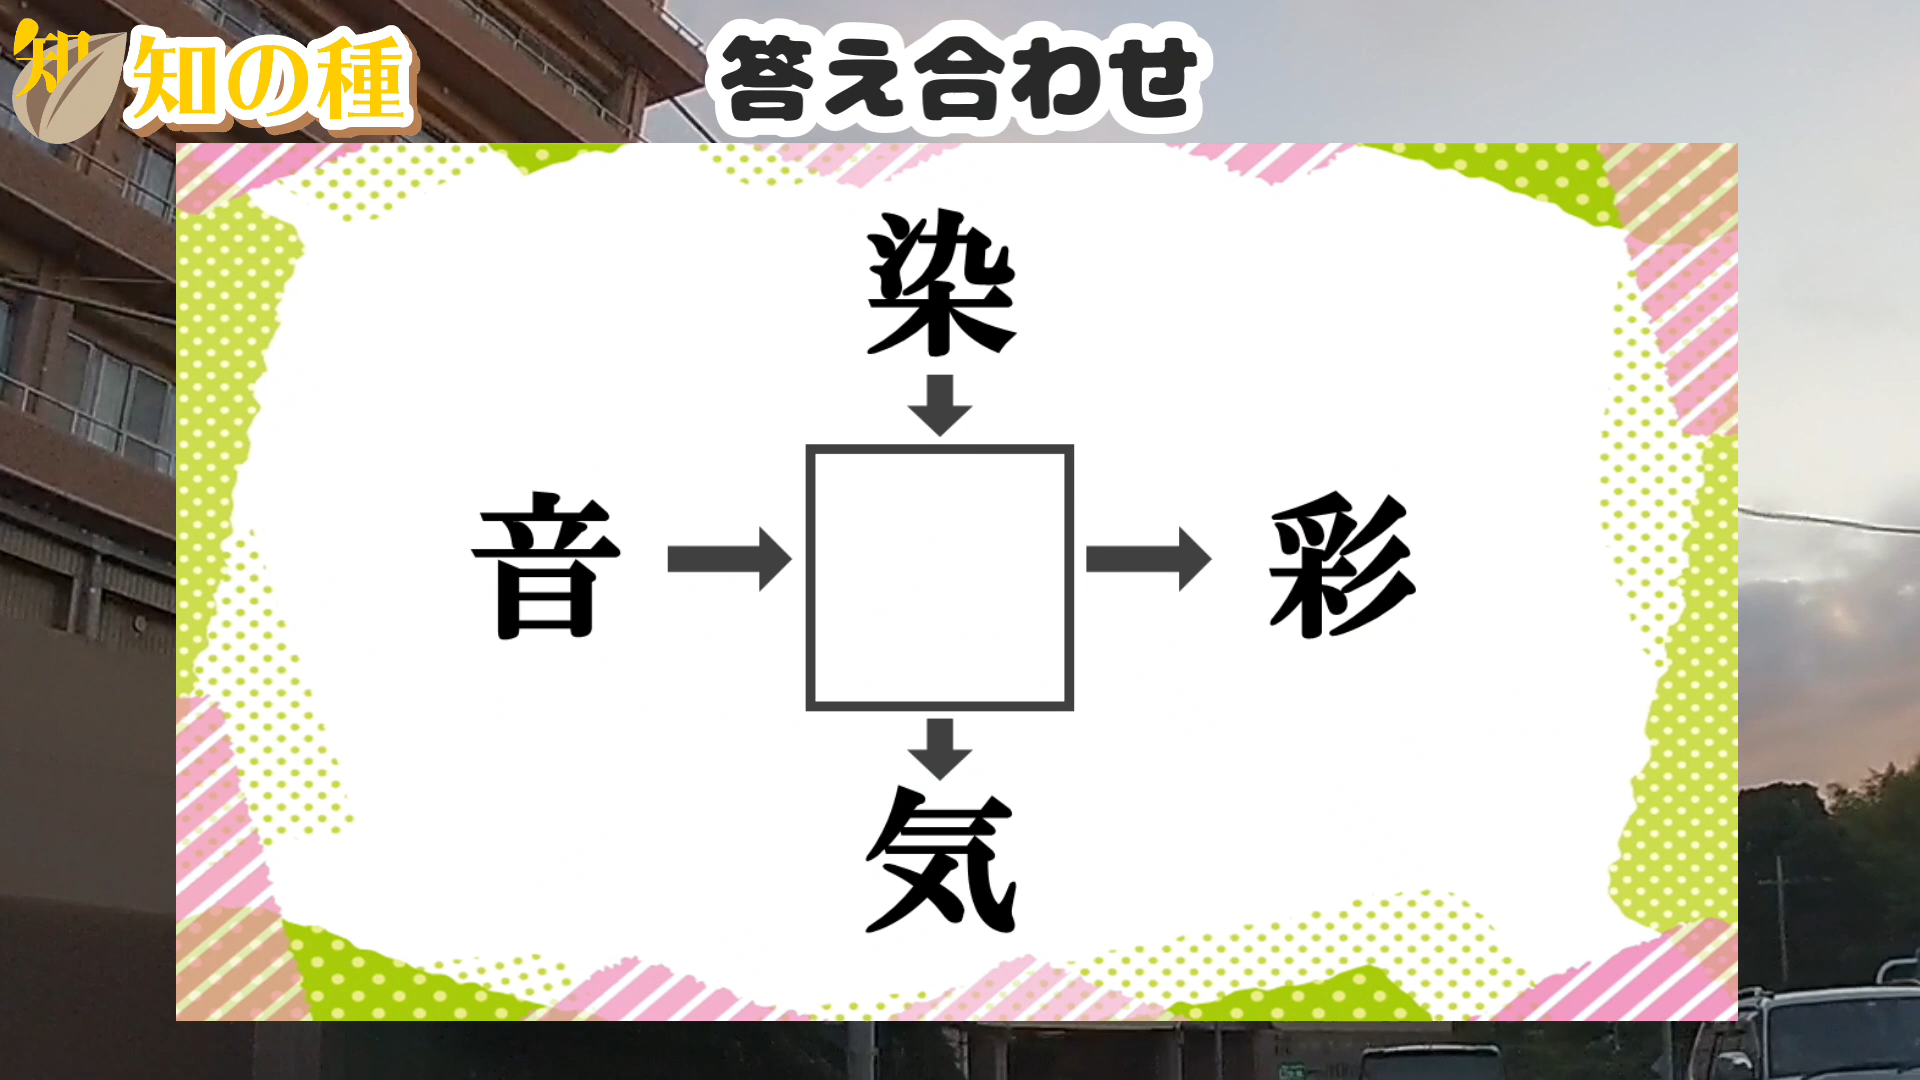 知 知の種
答え合わせ
染
音 彩
気